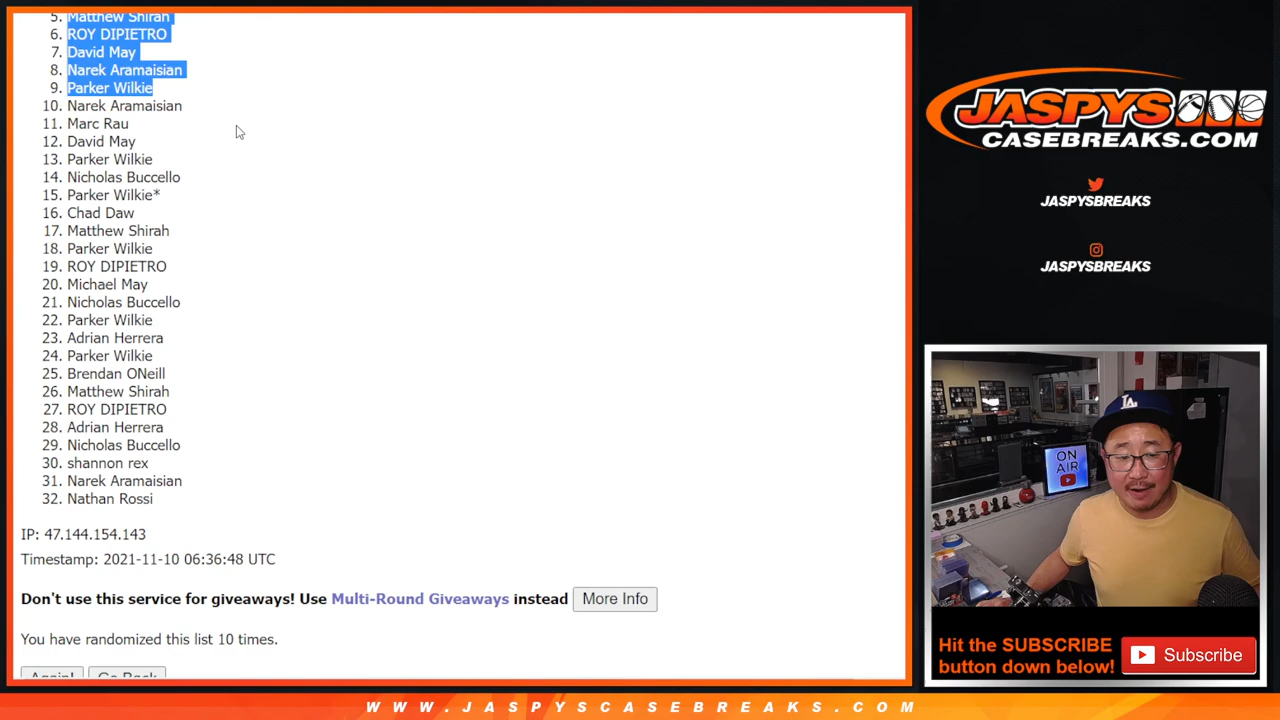 5. Matthew Shirah
6. ROY DIPIETRO
7. David May
8. Narek Aramaisian
9. Parker Wilkie
10. Narek Aramaisian
11. Marc Rau
12. David May
13. Parker Wilkie
14. Nicholas Buccello
15. Parker Wilkie*
16. Chad Daw
17. Matthew Shirah
18. Parker Wilkie
19. ROY DIPIETRO
20. Michael May
21. Nicholas Buccello
22. Parker Wilkie
23. Adrian Herrera
24. Parker Wilkie
25. Brendan ONeill
26. Matthew Shirah
27. ROY DIPIETRO
28. Adrian Herrera
29. Nicholas Buccello
30. shannon rex
31. Narek Aramaisian
32. Nathan Rossi
IP: 47.144.154.143
Timestamp: 2021-11-10 06:36:48 UTC
Don't use this service for giveaways! Use Multi-Round Giveaways instead More Info
You have randomized this list 10 times.
Again! Go Back
JASPYS
CASEBREAKS.COM
JASPYSBREAKS
JASPYSBREAKS
LA
ON
AIR
Hit the SUBSCRIBE
button down below!
Subscribe
WWW.JASPYSCASEBREAKS.COM